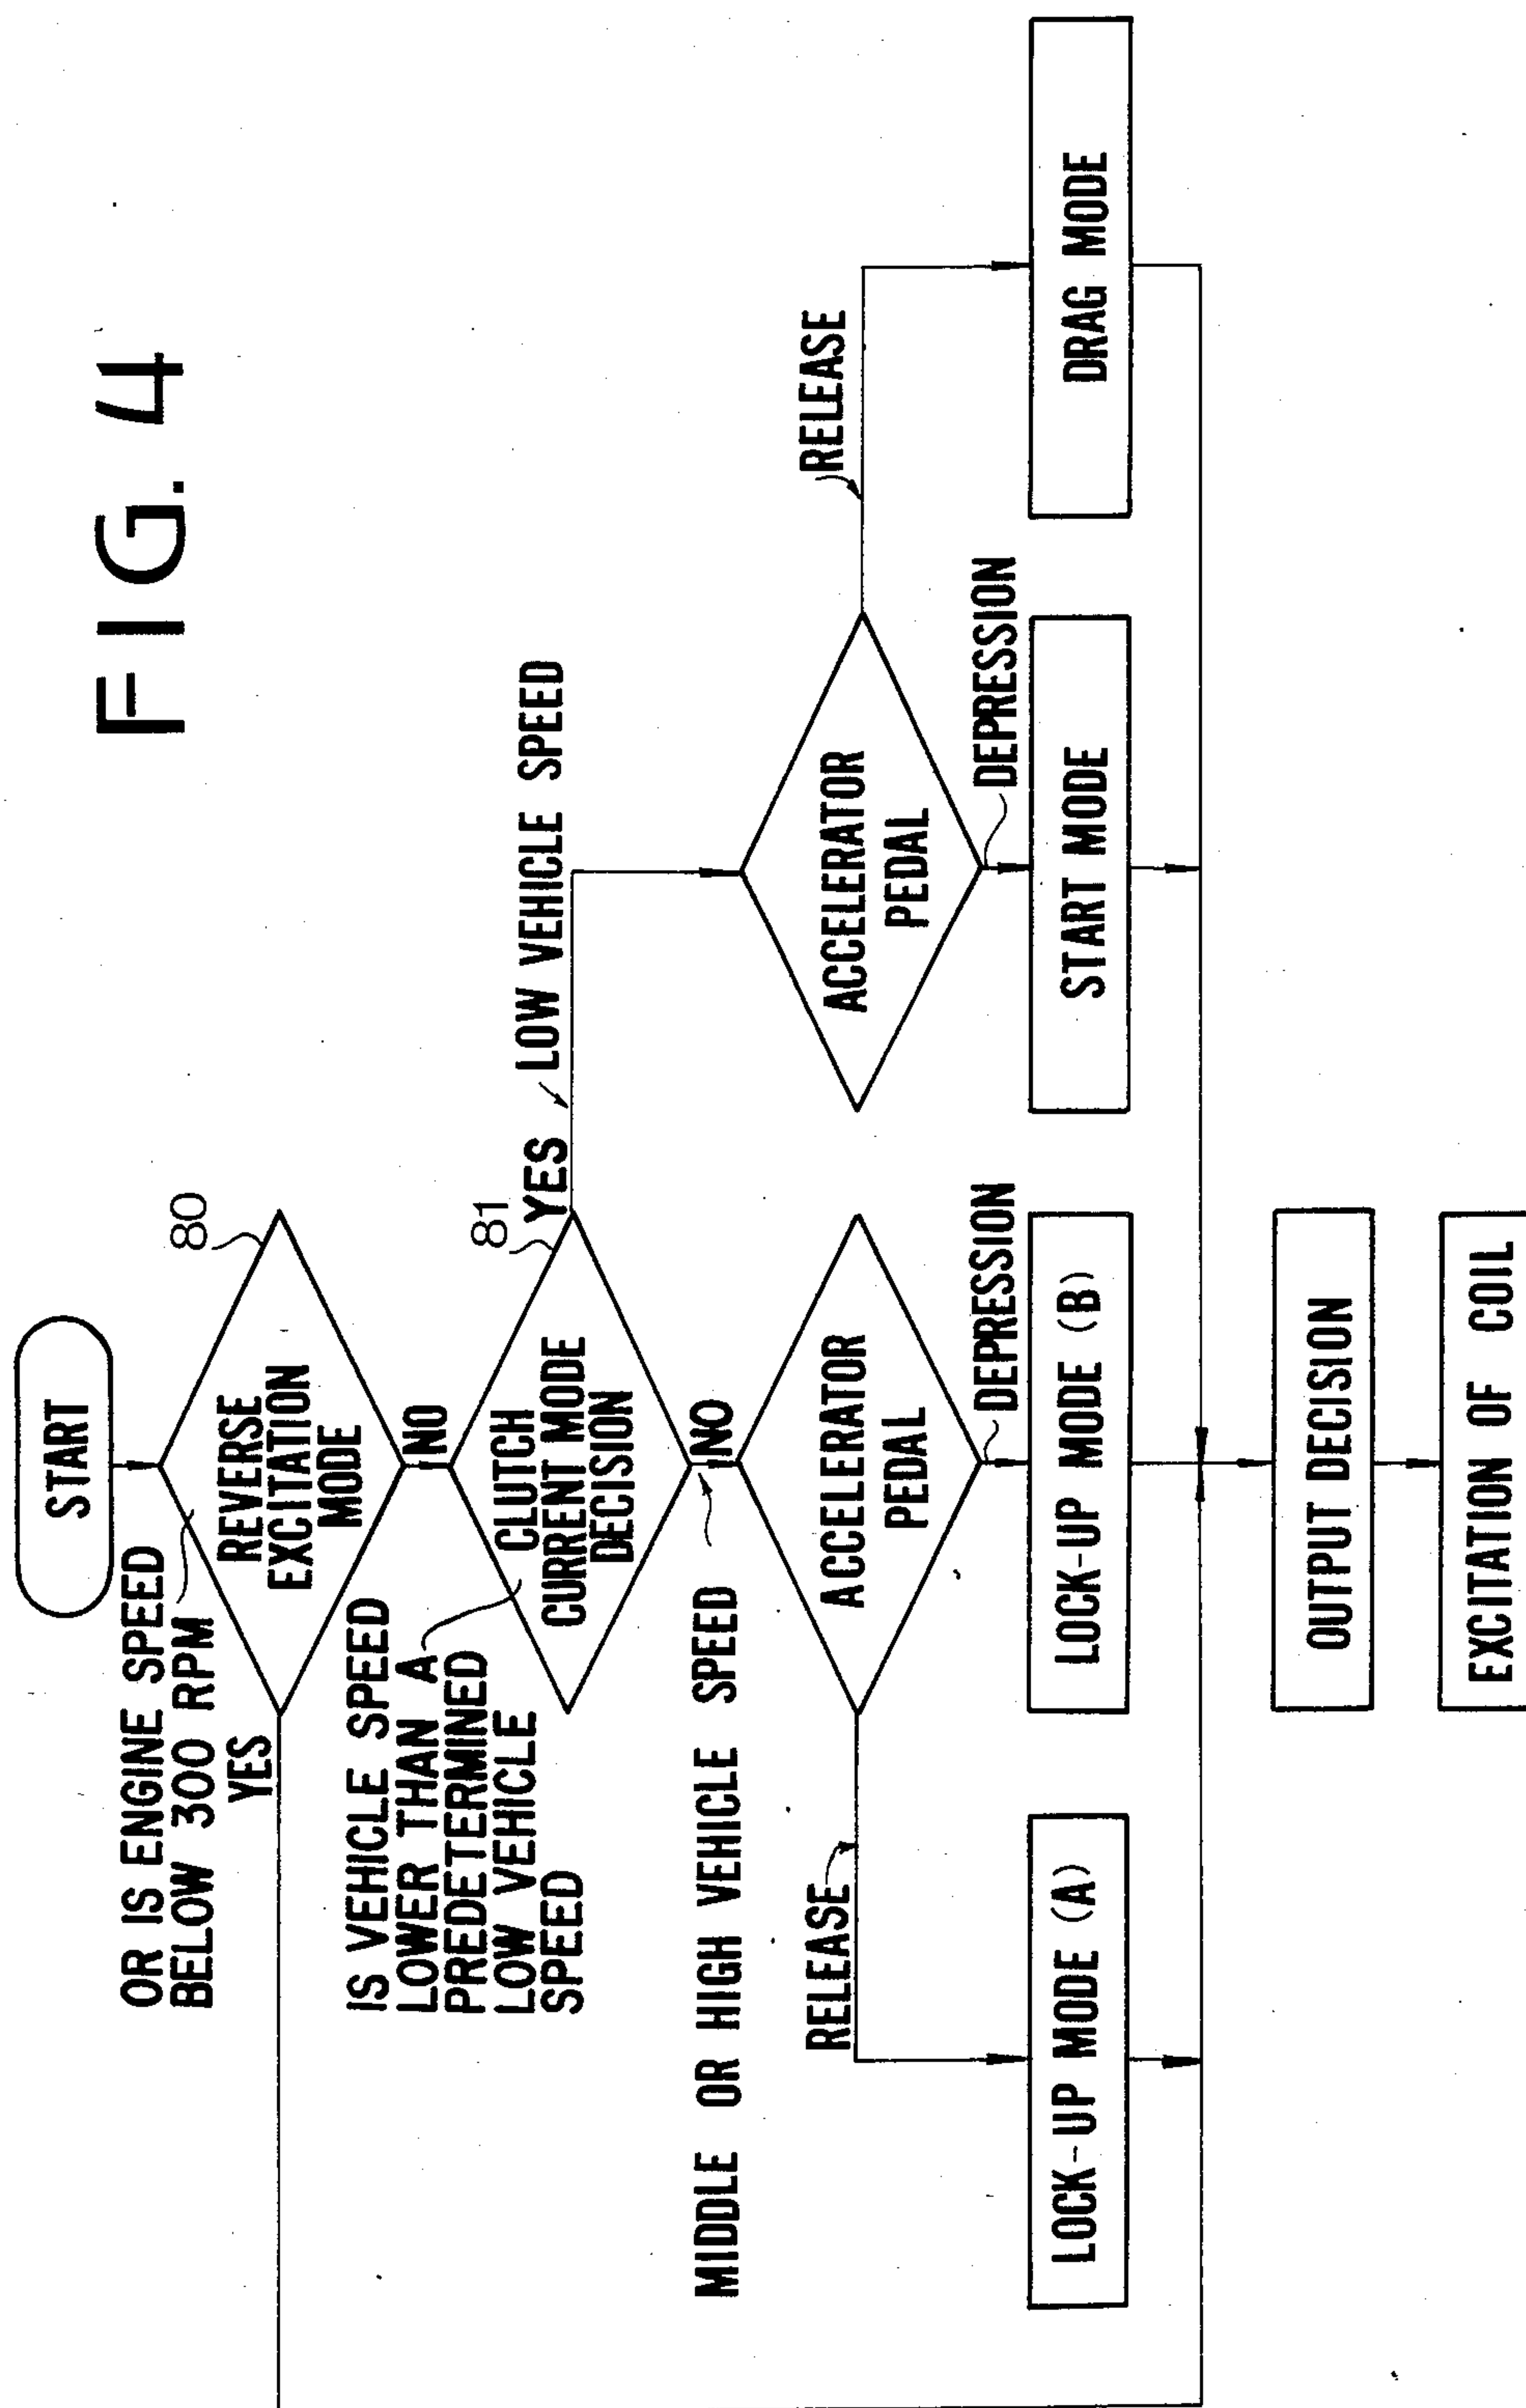 FIG. 4
START
OR IS ENGINE SPEED
BELOW 300 RPM
80
REVERSE
EXCITATION
MODE
YES
NO
IS VEHICLE SPEED
LOWER THAN A
PREDETERMINED
LOW VEHICLE
SPEED
81
CLUTCH
CURRENT MODE
DECISION
YES
LOW VEHICLE SPEED
NO
MIDDLE OR HIGH VEHICLE SPEED
RELEASE
ACCELERATOR
PEDAL
ACCELERATOR
PEDAL
RELEASE
DEPRESSION
DEPRESSION
LOCK-UP MODE (A)
LOCK-UP MODE (B)
START MODE
DRAG MODE
OUTPUT DECISION
EXCITATION OF COIL